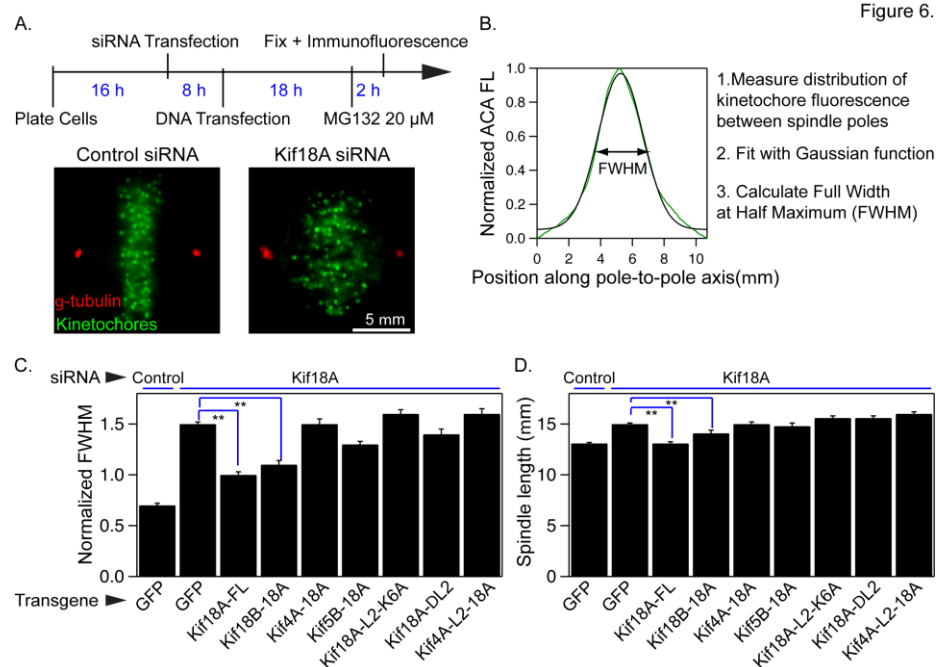 Figure 6.
A.
siRNA Transfection
Fix + Immunofluorescence
16 h
8 h
18 h
2 h
Plate Cells
DNA Transfection
MG132 20 µM
Control siRNA
Kif18A siRNA
g-tubulin
Kinetochores
5 mm
B.
Normalized ACA FL
1.0
0.8
0.6
0.4
0.2
0.0
FWHM
0
2
4
6
8
10
Position along pole-to-pole axis(mm)
1.Measure distribution of
kinetochore fluorescence
between spindle poles
2. Fit with Gaussian function
3. Calculate Full Width
at Half Maximum (FWHM)
C.
siRNA
Control
Kif18A
Normalized FWHM
1.5
1.0
0.5
0.0
**
**
Transgene
GFP
GFP
Kif18A-FL
Kif18B-18A
Kif4A-18A
Kif5B-18A
Kif18A-L2-K6A
Kif18A-DL2
Kif4A-L2-18A
D.
Control
Kif18A
Spindle length (mm)
15
10
5
0
**
**
GFP
GFP
Kif18A-FL
Kif18B-18A
Kif4A-18A
Kif5B-18A
Kif18A-L2-K6A
Kif18A-DL2
Kif4A-L2-18A